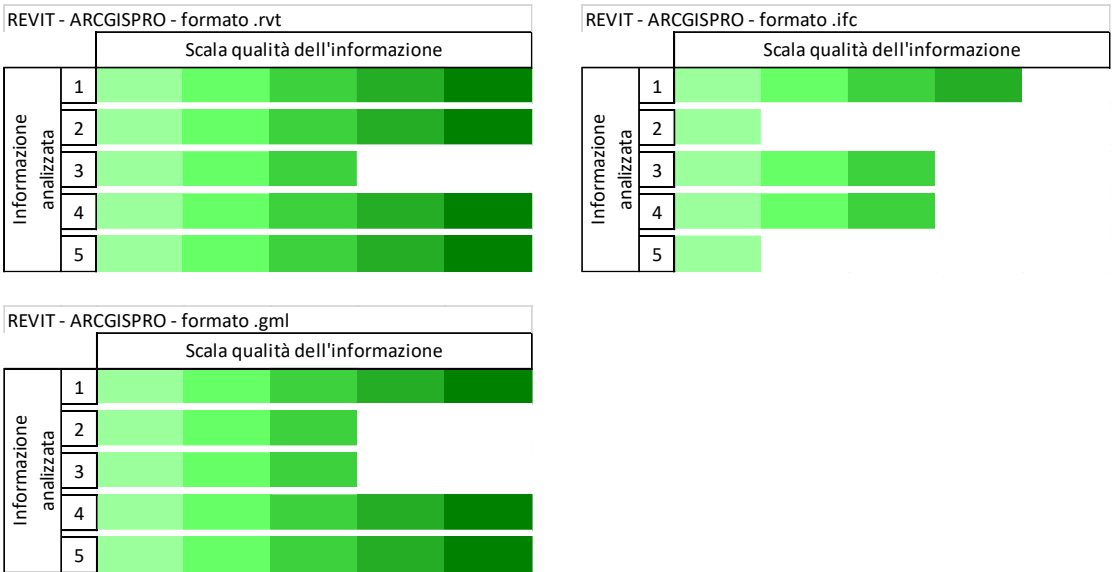 REVIT - ARCGISPRO - formato .rvt
Scala qualità dell'informazione
Informazione
analizzata
1
2
3
4
5
REVIT - ARCGISPRO - formato .ifc
Scala qualità dell'informazione
Informazione
analizzata
1
2
3
4
5
REVIT - ARCGISPRO - formato .gml
Scala qualità dell'informazione
Informazione
analizzata
1
2
3
4
5